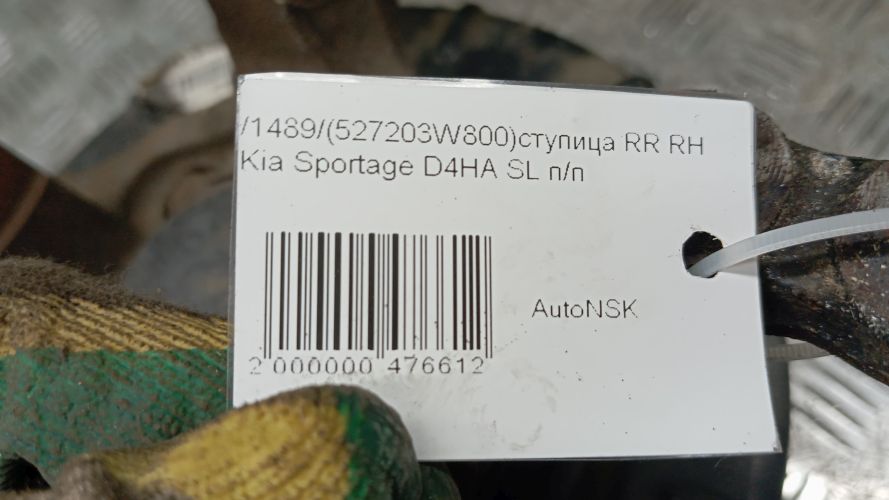 /1489/(527203W800)ступица RR RH
Kia Sportage D4HA SL п/п
AutoNSK
2 000000 476612